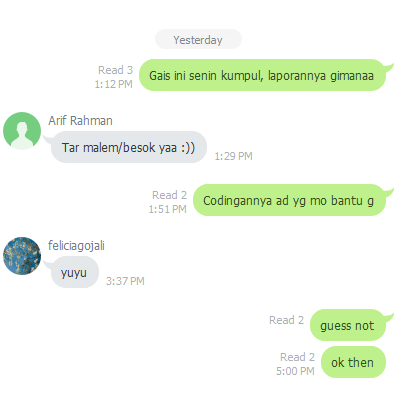 Yesterday
Read 3
1:12 PM
Gais ini senin kumpul, laporannya gimanaa
Arif Rahman
Tar malem/besok yaa :))
1:29 PM
Read 2
1:51 PM
Codingannya ad yg mo bantu g
feliciagojali
yuyu
3:37 PM
Read 2
guess not
Read 2
5:00 PM
ok then